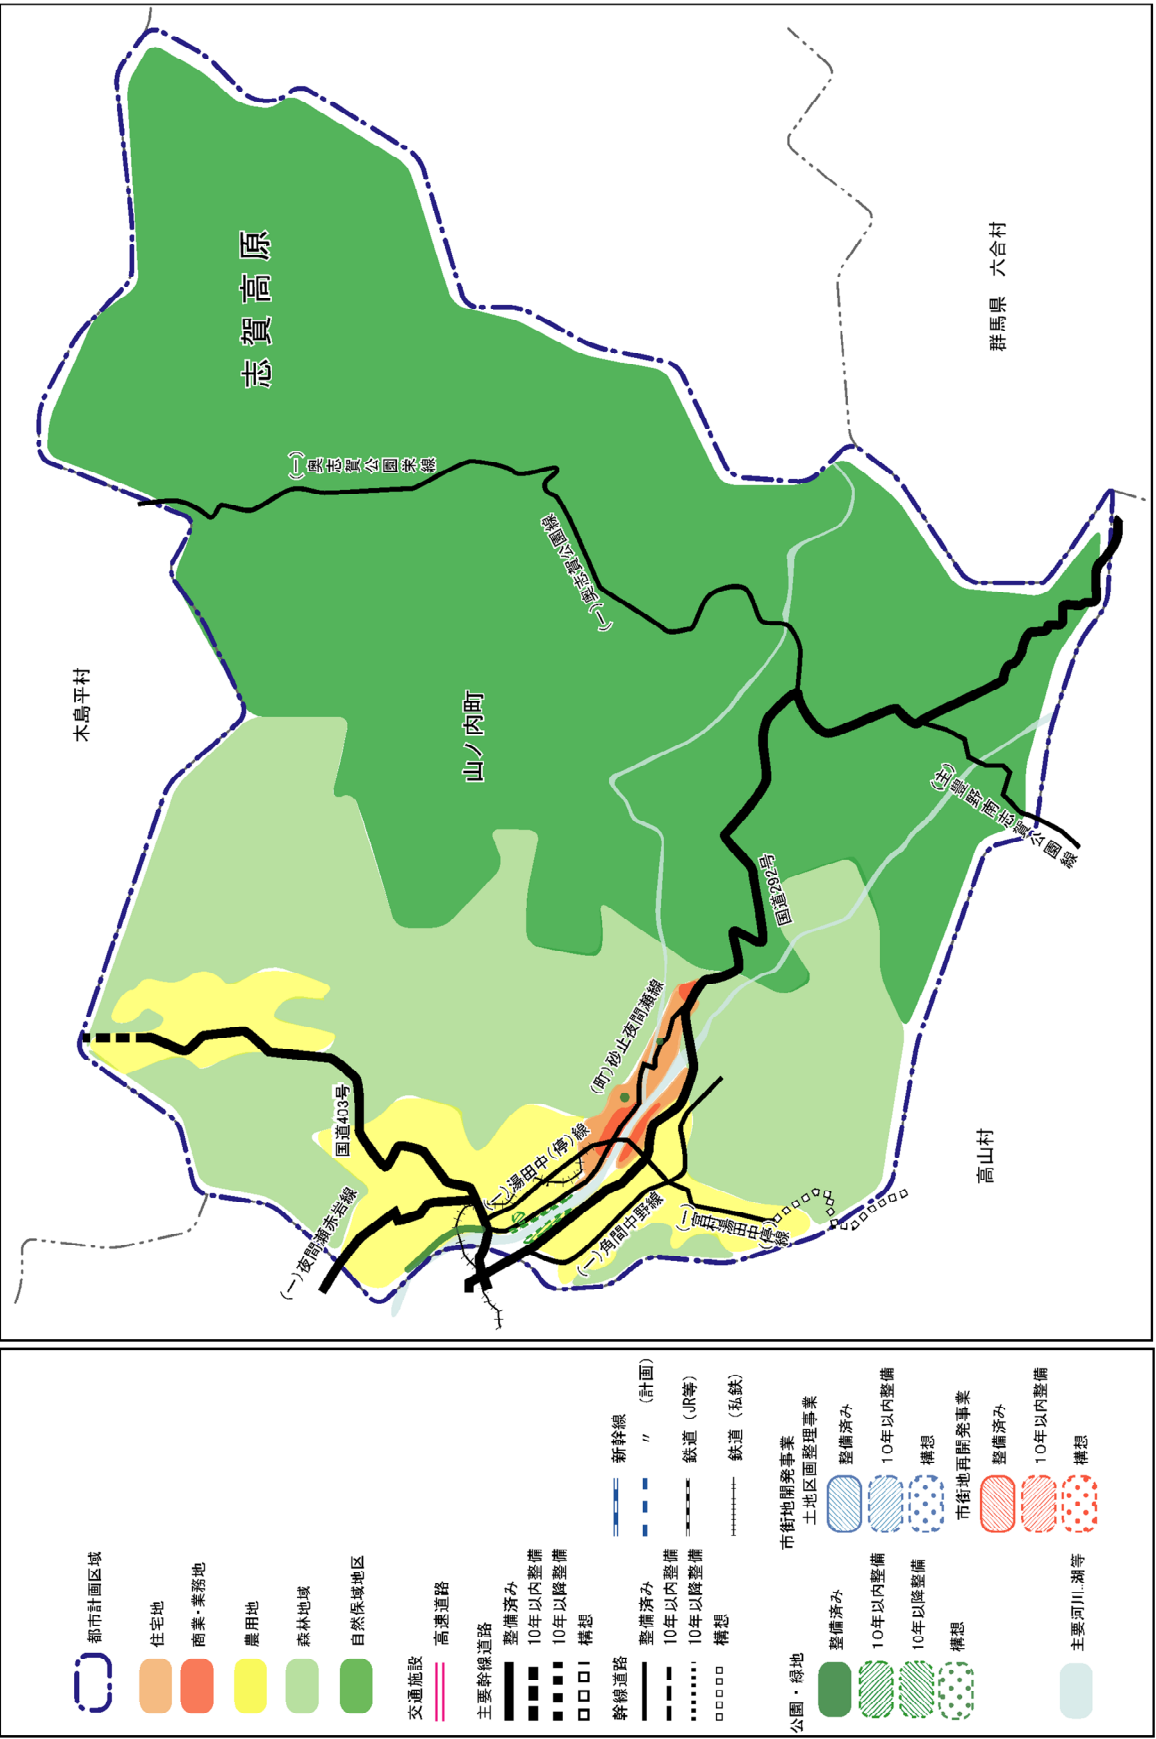 志賀高原
山ノ内町
木島平村
群馬県 六合村
高山村
(一)奥志賀公園栄線
(一)奥志賀公園線
(主)豊野南志賀公園線
国道292号
(町)砂止夜間瀬線
国道403号
(一)湯田中(停)線
(一)夜間瀬赤岩線
(一)角間中野線
(一)宮村湯田中(停)線
都市計画区域
住宅地
商業・業務地
農用地
森林地域
自然保域地区
交通施設
高速道路
主要幹線道路
整備済み
10年以内整備
10年以降整備
構想
幹線道路
整備済み
10年以内整備
10年以降整備
構想
新幹線
〃 (計画)
鉄道 (JR等)
鉄道 (私鉄)
公園・緑地
整備済み
10年以内整備
10年以降整備
構想
市街地開発事業
土地区画整理事業
整備済み
10年以内整備
構想
市街地再開発事業
整備済み
10年以内整備
構想
主要河川、湖等